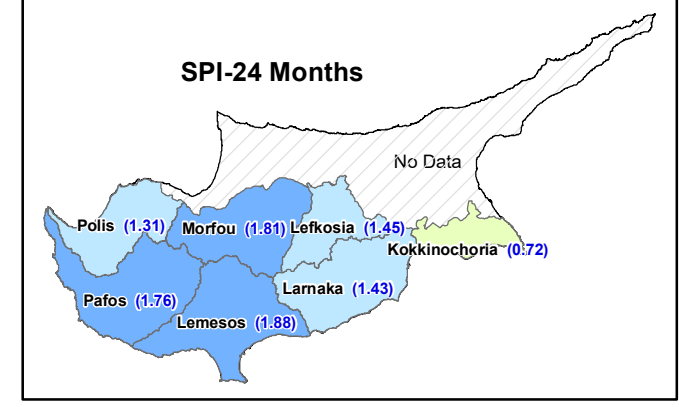 SPI-24 Months
No Data
Polis (1.31)
Morfou (1.81)
Lefkosia (1.45)
Kokkinochoria (0.72)
Pafos (1.76)
Larnaka (1.43)
Lemesos (1.88)